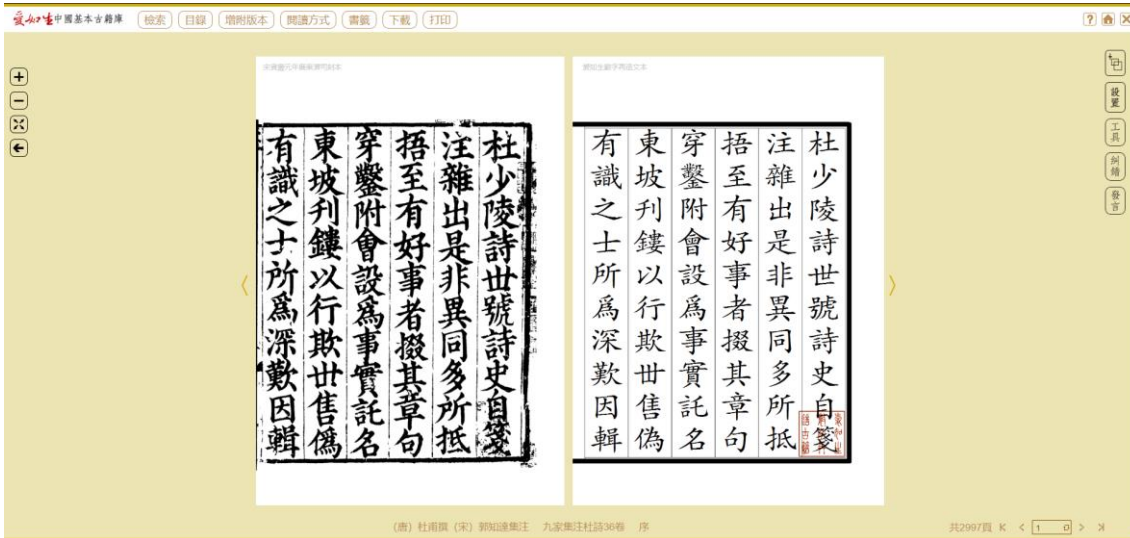 愛如生中國基本古籍庫
檢索 目錄 增附版本 閱讀方式 書籤 下載 打印
?
設置
工具
糾錯
發言
杜少陵詩世號詩史自箋
注雜出是非異同多所抵
捂至有好事者掇其章句
穿鑿附會設爲事實託名
東坡刋鏤以行欺丗售僞
有識之士所爲深歎因輯
杜少陵詩世號詩史自箋
注雜出是非異同多所抵
捂至有好事者掇其章句
穿鑿附會設爲事實託名
東坡刋鏤以行欺丗售僞
有識之士所爲深歎因輯
(唐)杜甫撰(宋)郭知達集注 九家集注杜詩36卷 序
共2997頁 K < 1 > X